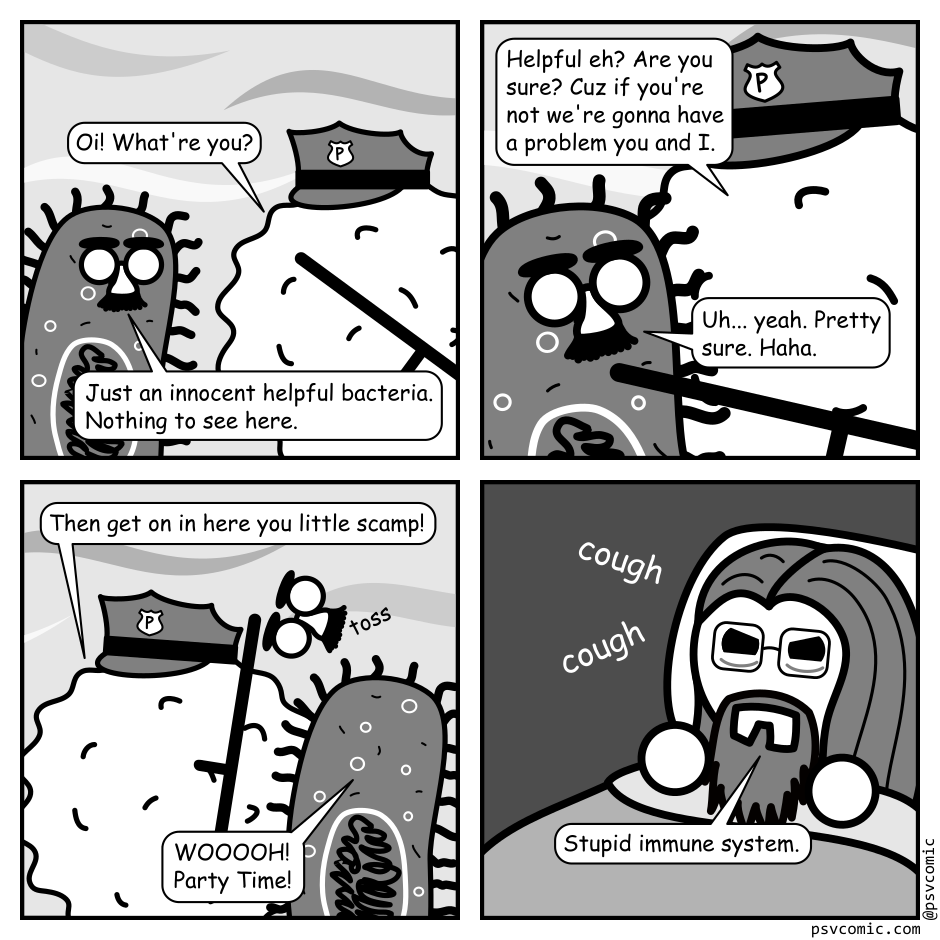 Oi! What're you?
P
Just an innocent helpful bacteria.
Nothing to see here.
Helpful eh? Are you
sure? Cuz if you're
not we're gonna have
a problem you and I.
P
Uh... yeah. Pretty
sure. Haha.
Then get on in here you little scamp!
P
toss
WOOOOH!
Party Time!
cough
cough
Stupid immune system.
@psvcomic
psvcomic.com